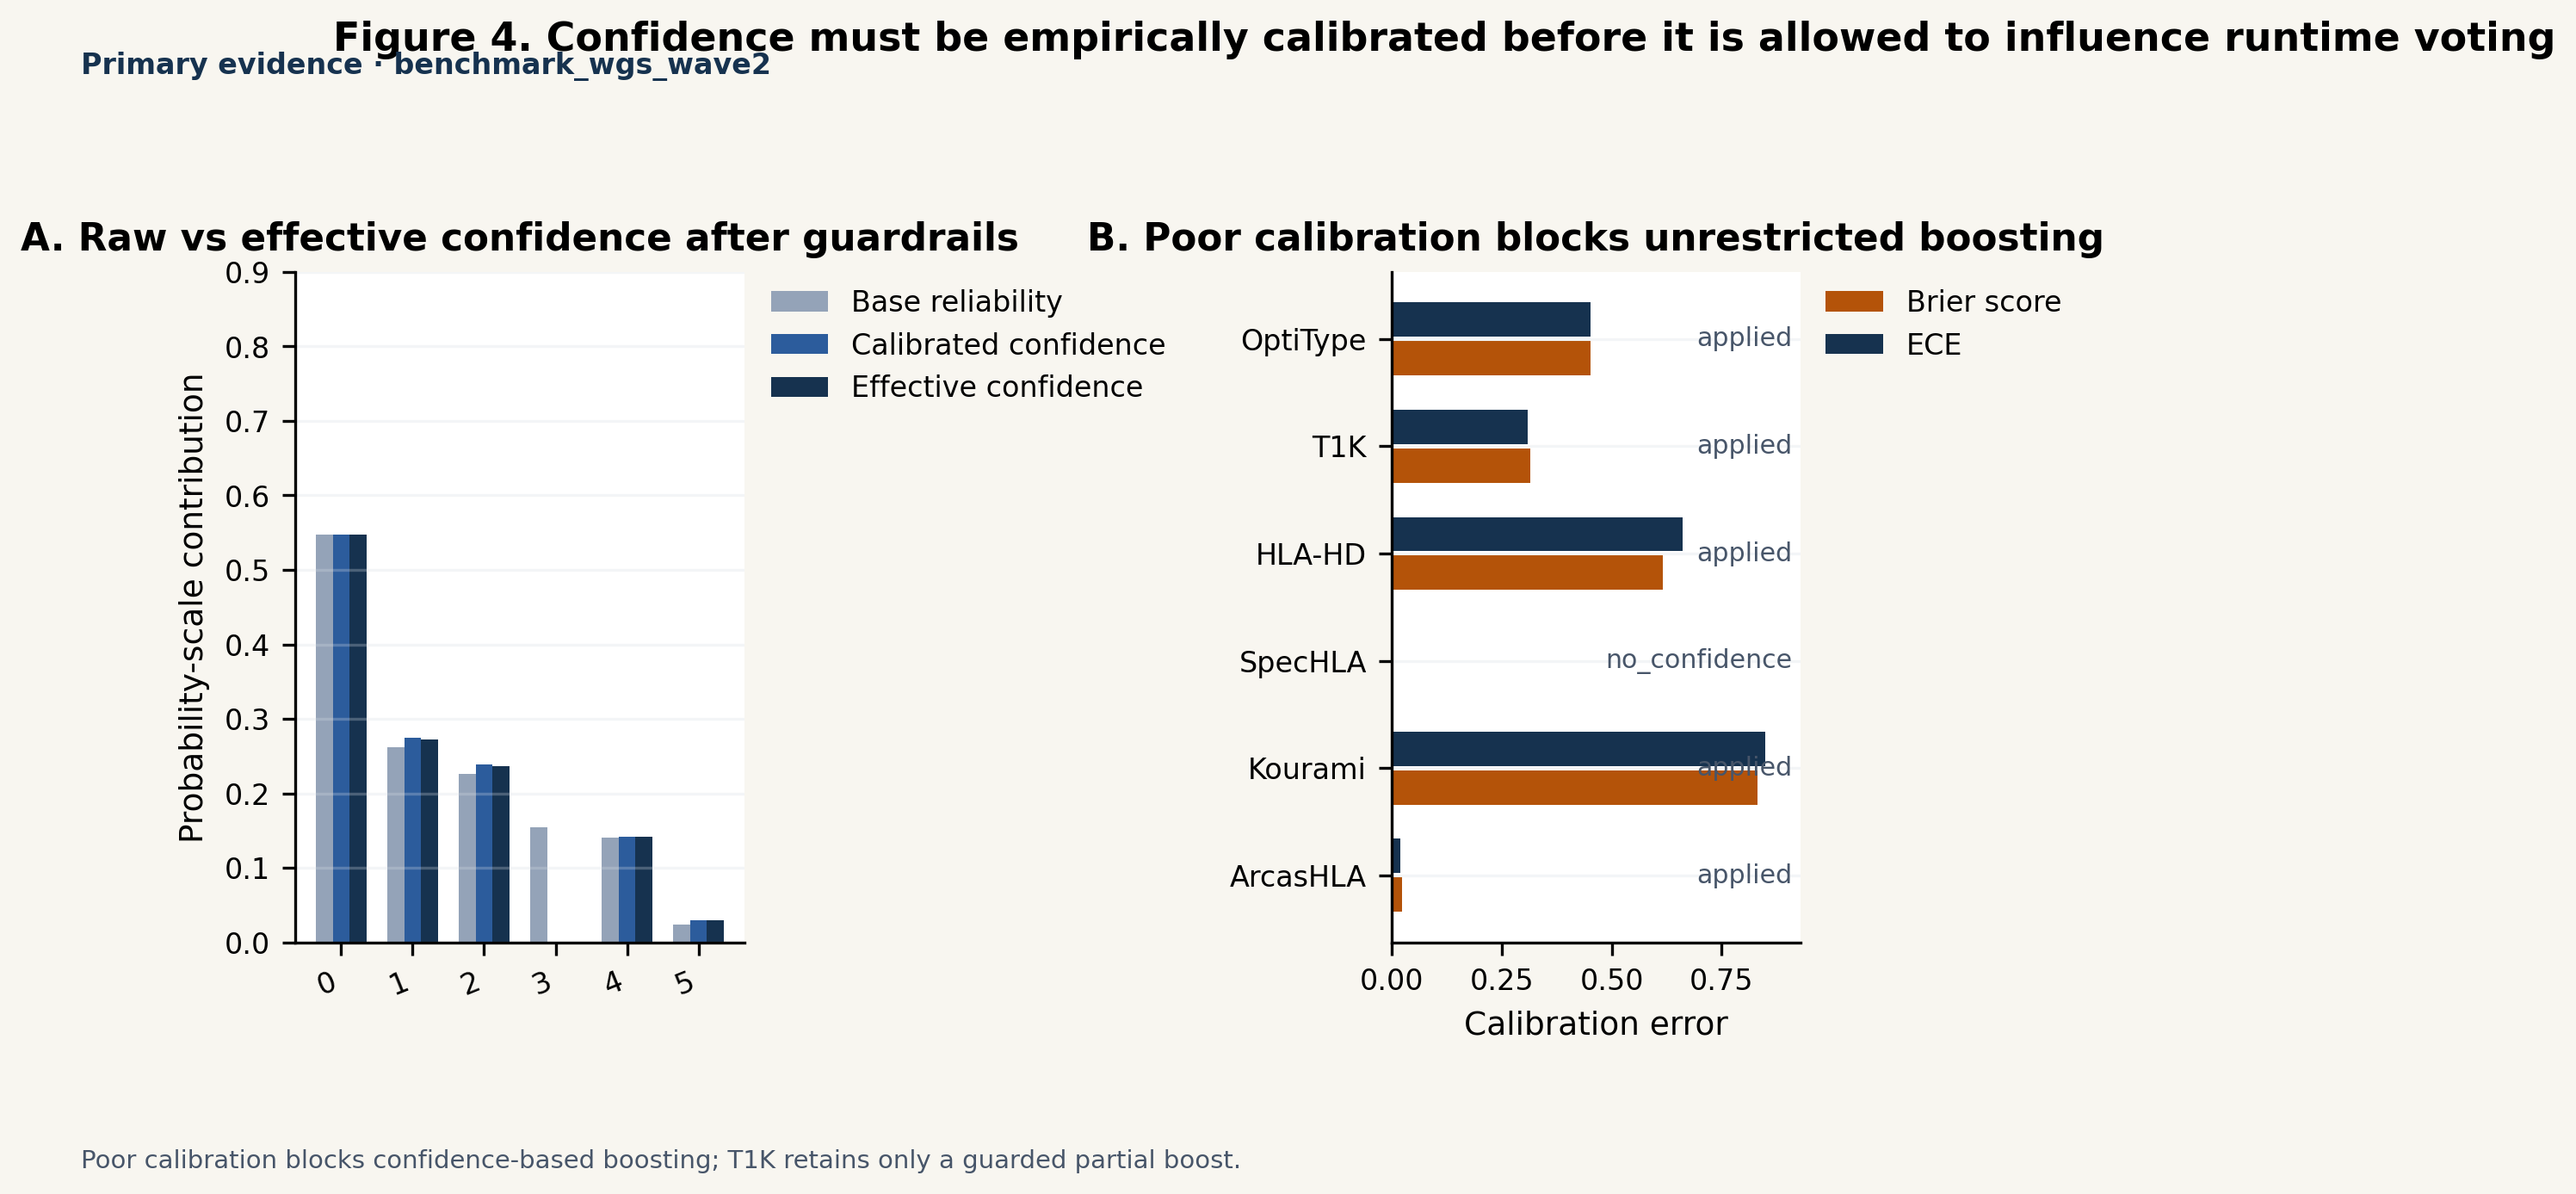 Figure 4. Confidence must be empirically calibrated before it is allowed to influence runtime voting
Primary evidence · benchmark_wgs_wave2
A. Raw vs effective confidence after guardrails
Probability-scale contribution
0.9
0.8
0.7
0.6
0.5
0.4
0.3
0.2
0.1
0.0
0 1 2 3 4 5
Base reliability
Calibrated confidence
Effective confidence
B. Poor calibration blocks unrestricted boosting
OptiType applied
T1K applied
HLA-HD applied
SpecHLA no_confidence
Kourami applied
ArcasHLA applied
0.00 0.25 0.50 0.75
Calibration error
Brier score
ECE
Poor calibration blocks confidence-based boosting; T1K retains only a guarded partial boost.